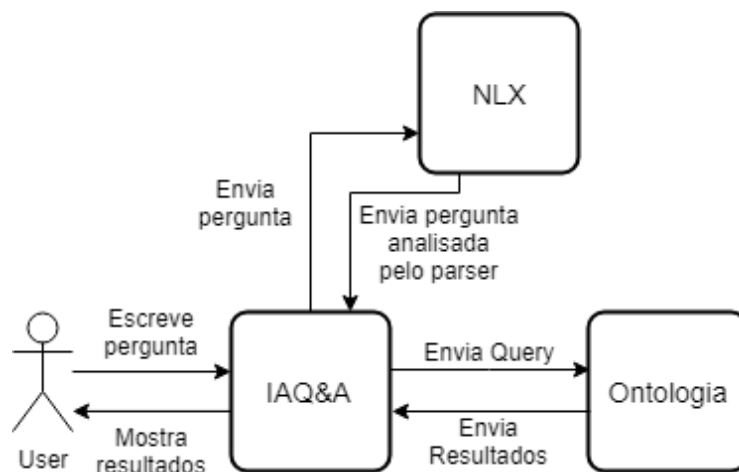 NLX
Envia
pergunta
Envia pergunta
analisada
pelo parser
Escreve
pergunta
IAQ&A
Envia Query
Ontologia
User
Mostra
resultados
Envia
Resultados